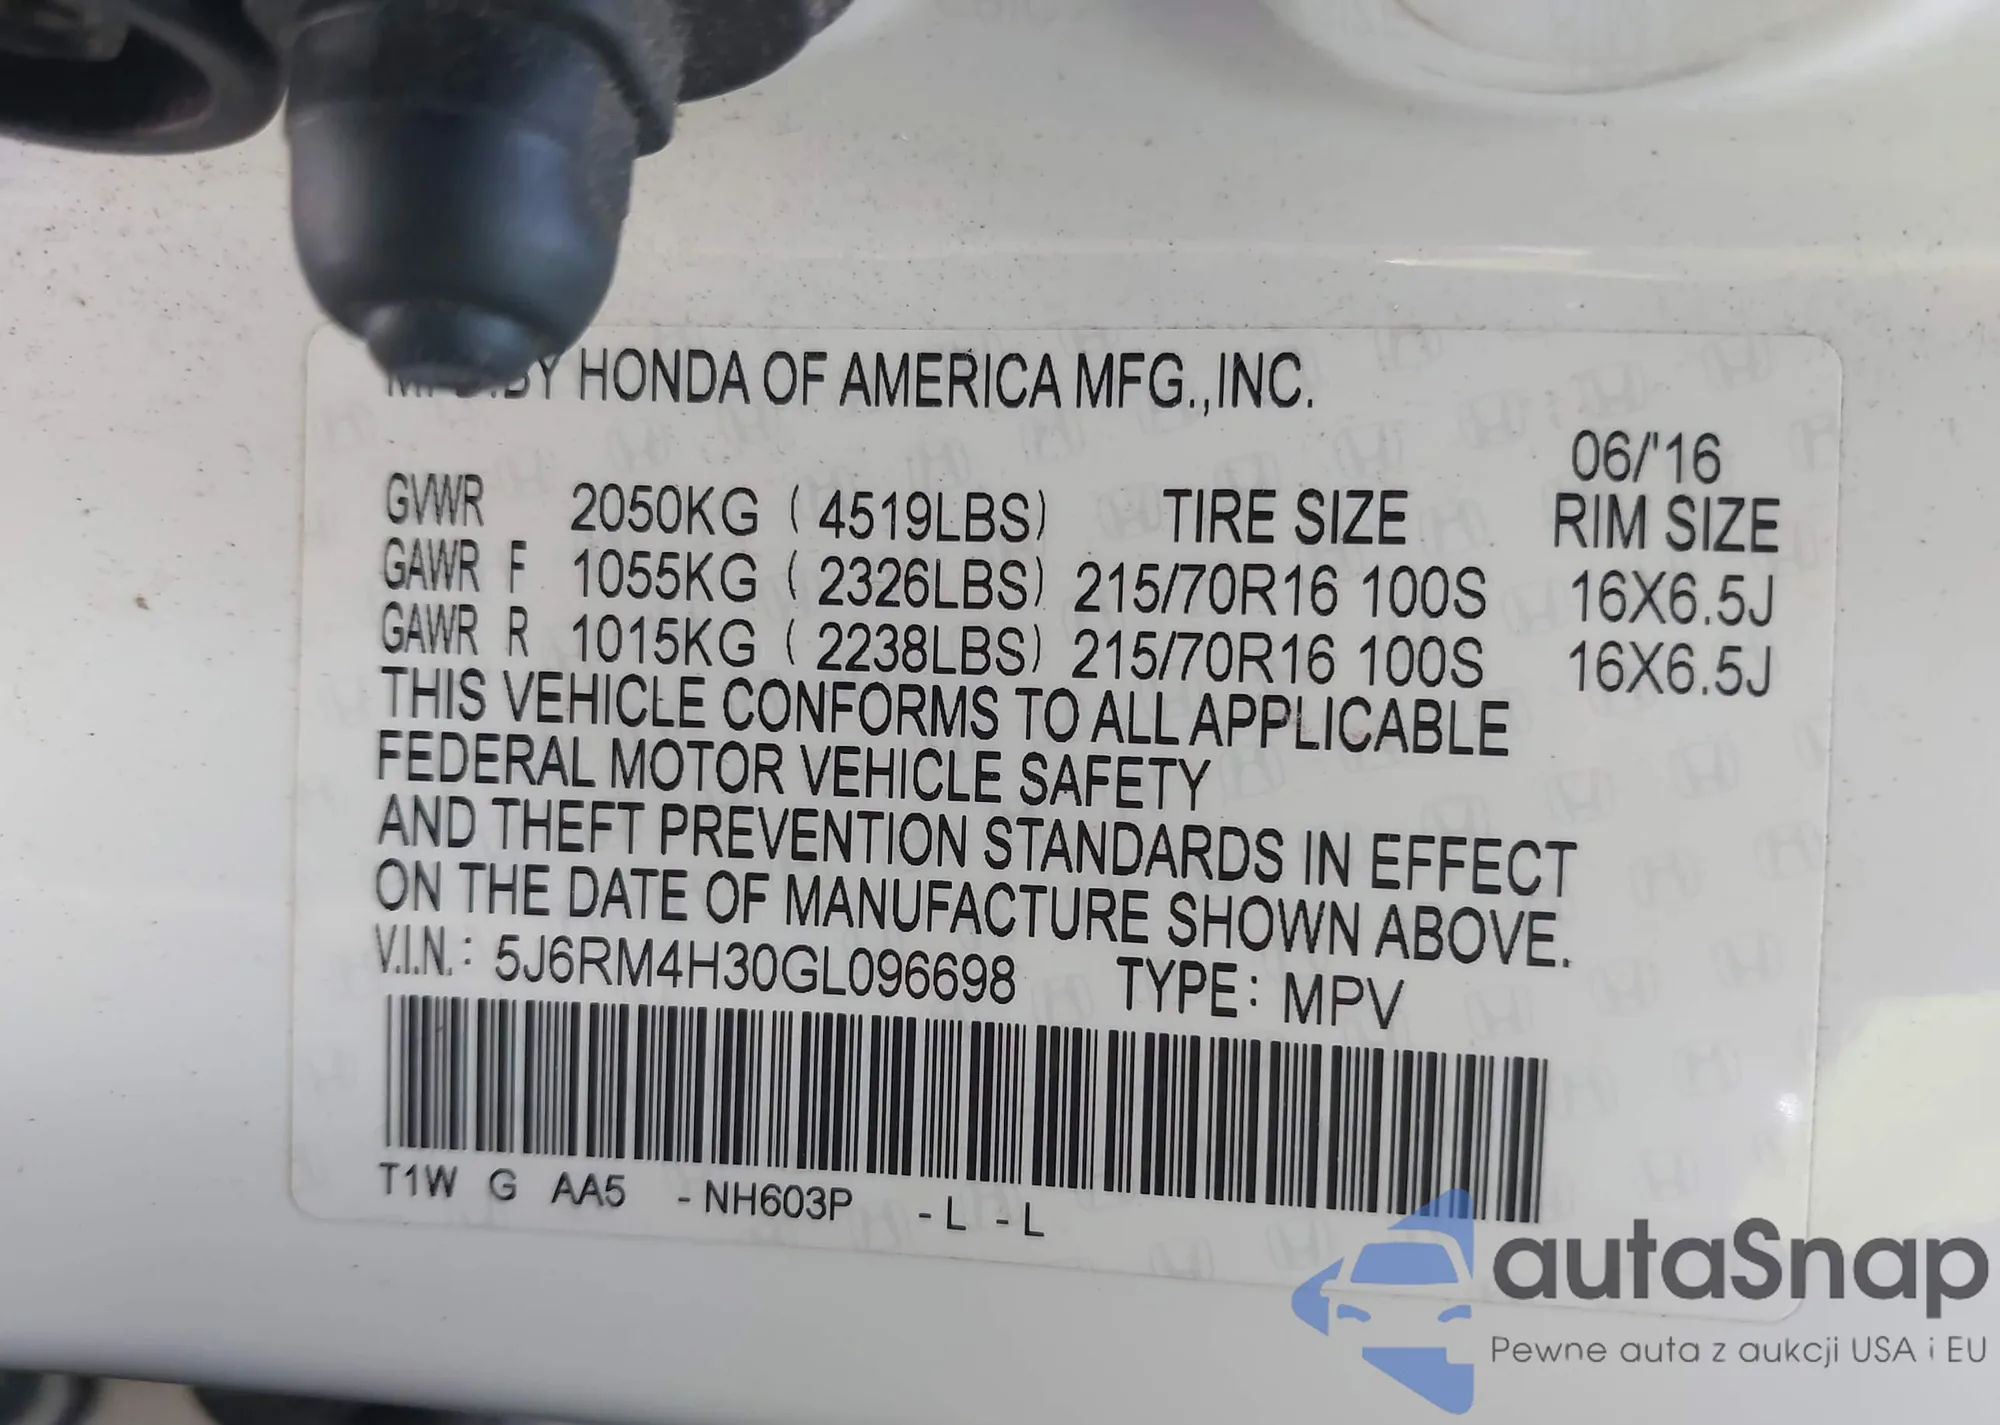 MFG.BY HONDA OF AMERICA MFG.,INC.
06/'16
GVWR 2050KG ( 4519LBS) TIRE SIZE RIM SIZE
GAWR F 1055KG ( 2326LBS) 215/70R16 100S 16X6.5J
GAWR R 1015KG ( 2238LBS) 215/70R16 100S 16X6.5J
THIS VEHICLE CONFORMS TO ALL APPLICABLE
FEDERAL MOTOR VEHICLE SAFETY
AND THEFT PREVENTION STANDARDS IN EFFECT
ON THE DATE OF MANUFACTURE SHOWN ABOVE.
V.I.N.: 5J6RM4H30GL096698 TYPE: MPV
T1W G AA5 - NH603P - L - L
autaSnap
Pewne auta z aukcji USA i EU